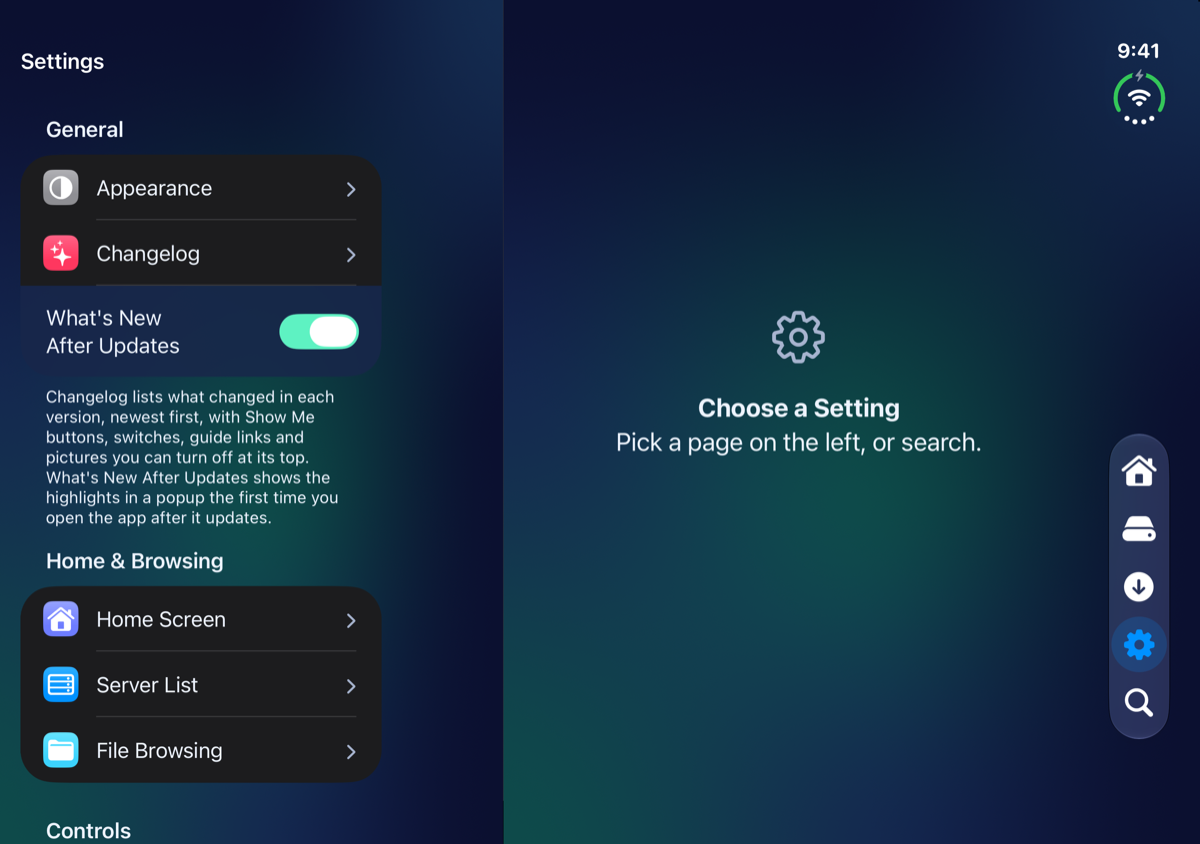 Settings
General
Appearance
Changelog
What's New
After Updates
Changelog lists what changed in each
version, newest first, with Show Me
buttons, switches, guide links and
pictures you can turn off at its top.
What's New After Updates shows the
highlights in a popup the first time you
open the app after it updates.
Home & Browsing
Home Screen
Server List
File Browsing
Controls
Choose a Setting
Pick a page on the left, or search.
9:41